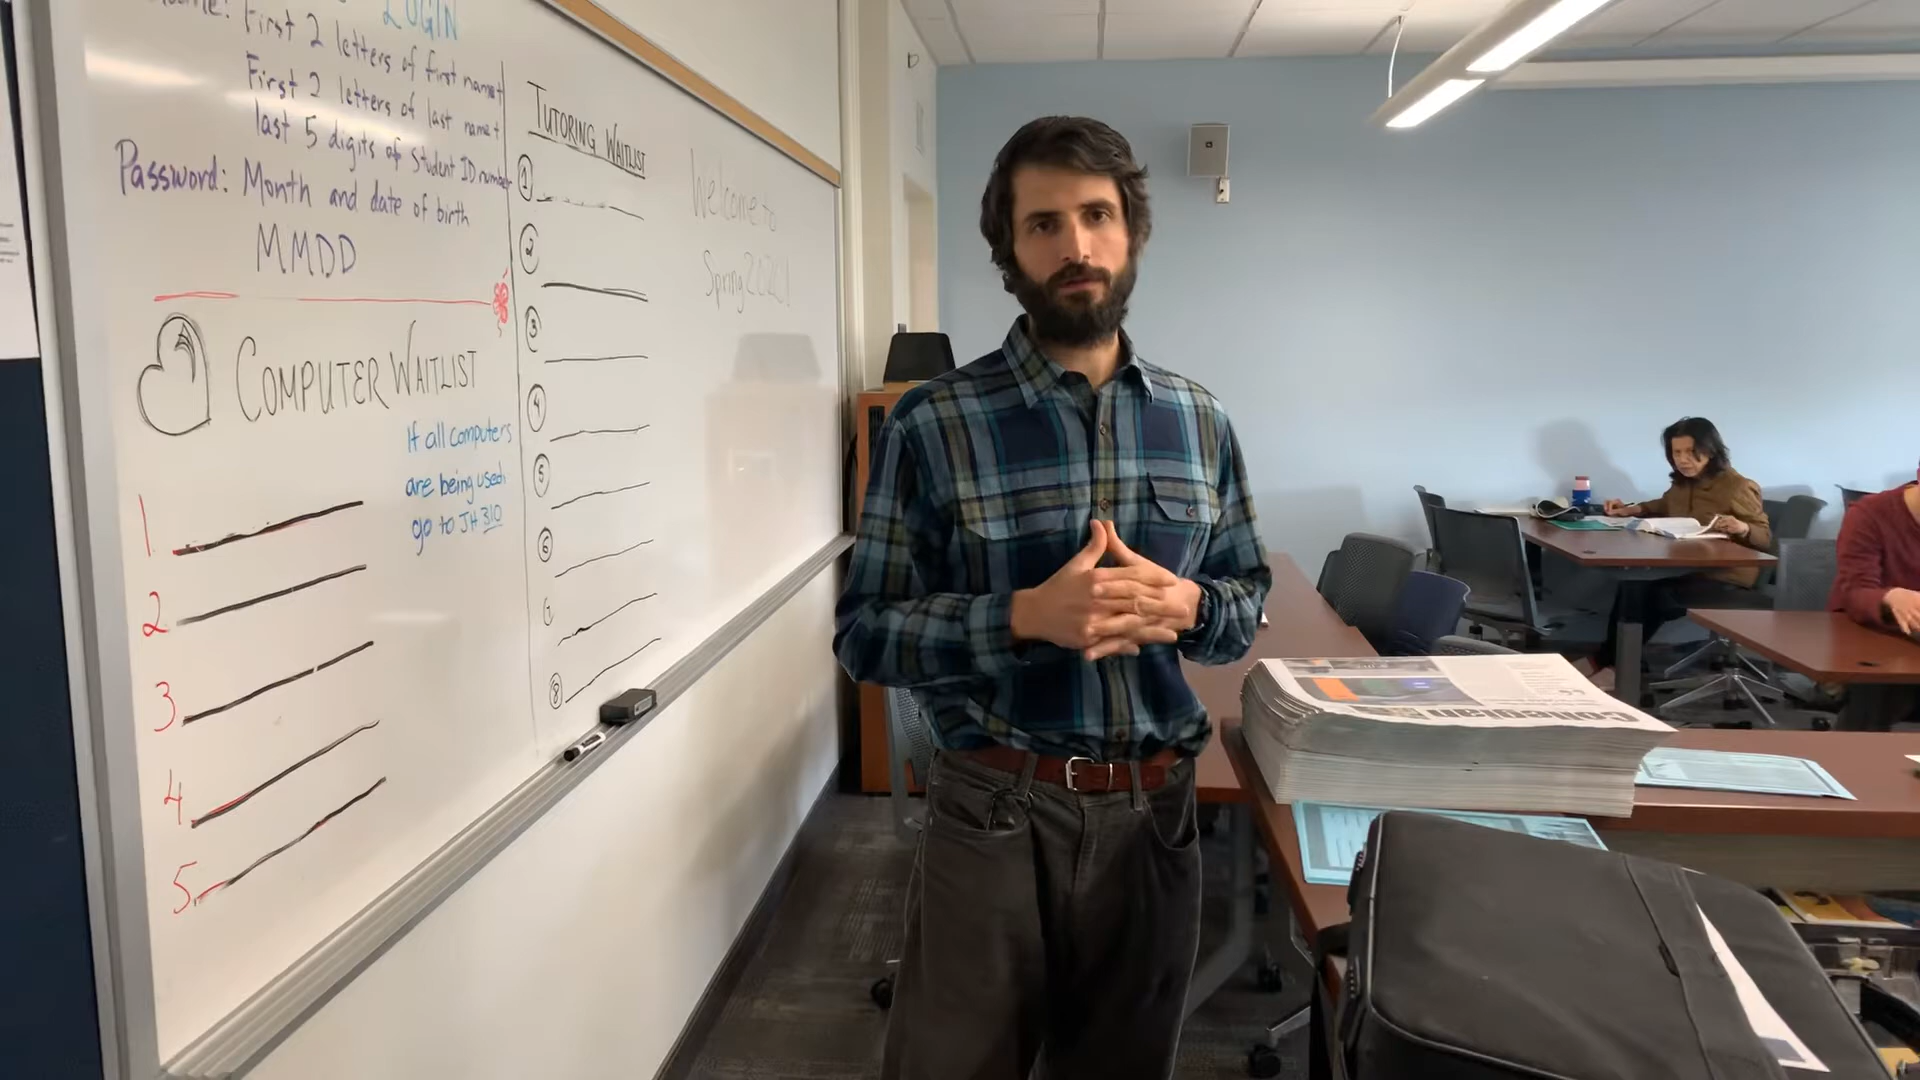 LOGIN
First 2 letters of first name +
First 2 letters of last name +
last 5 digits of Student ID number
Password: Month and date of birth
MMDD
COMPUTER WAITLIST
If all computers
are being used,
go to JH 310
1.
2.
3
4
5.
TUTORING WAITLIST
1
2
3
4
5
6
7
8
Welcome to
Spring
Collegian